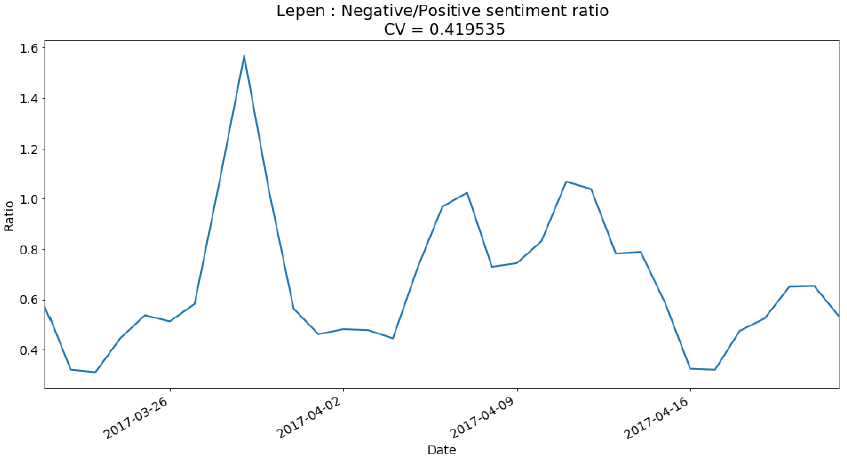 Lepen : Negative/Positive sentiment ratio
CV = 0.419535
1.6
1.4
1.2
1.0
0.8
0.6
0.4
Ratio
2017-03-26
2017-04-02
2017-04-09
2017-04-16
Date